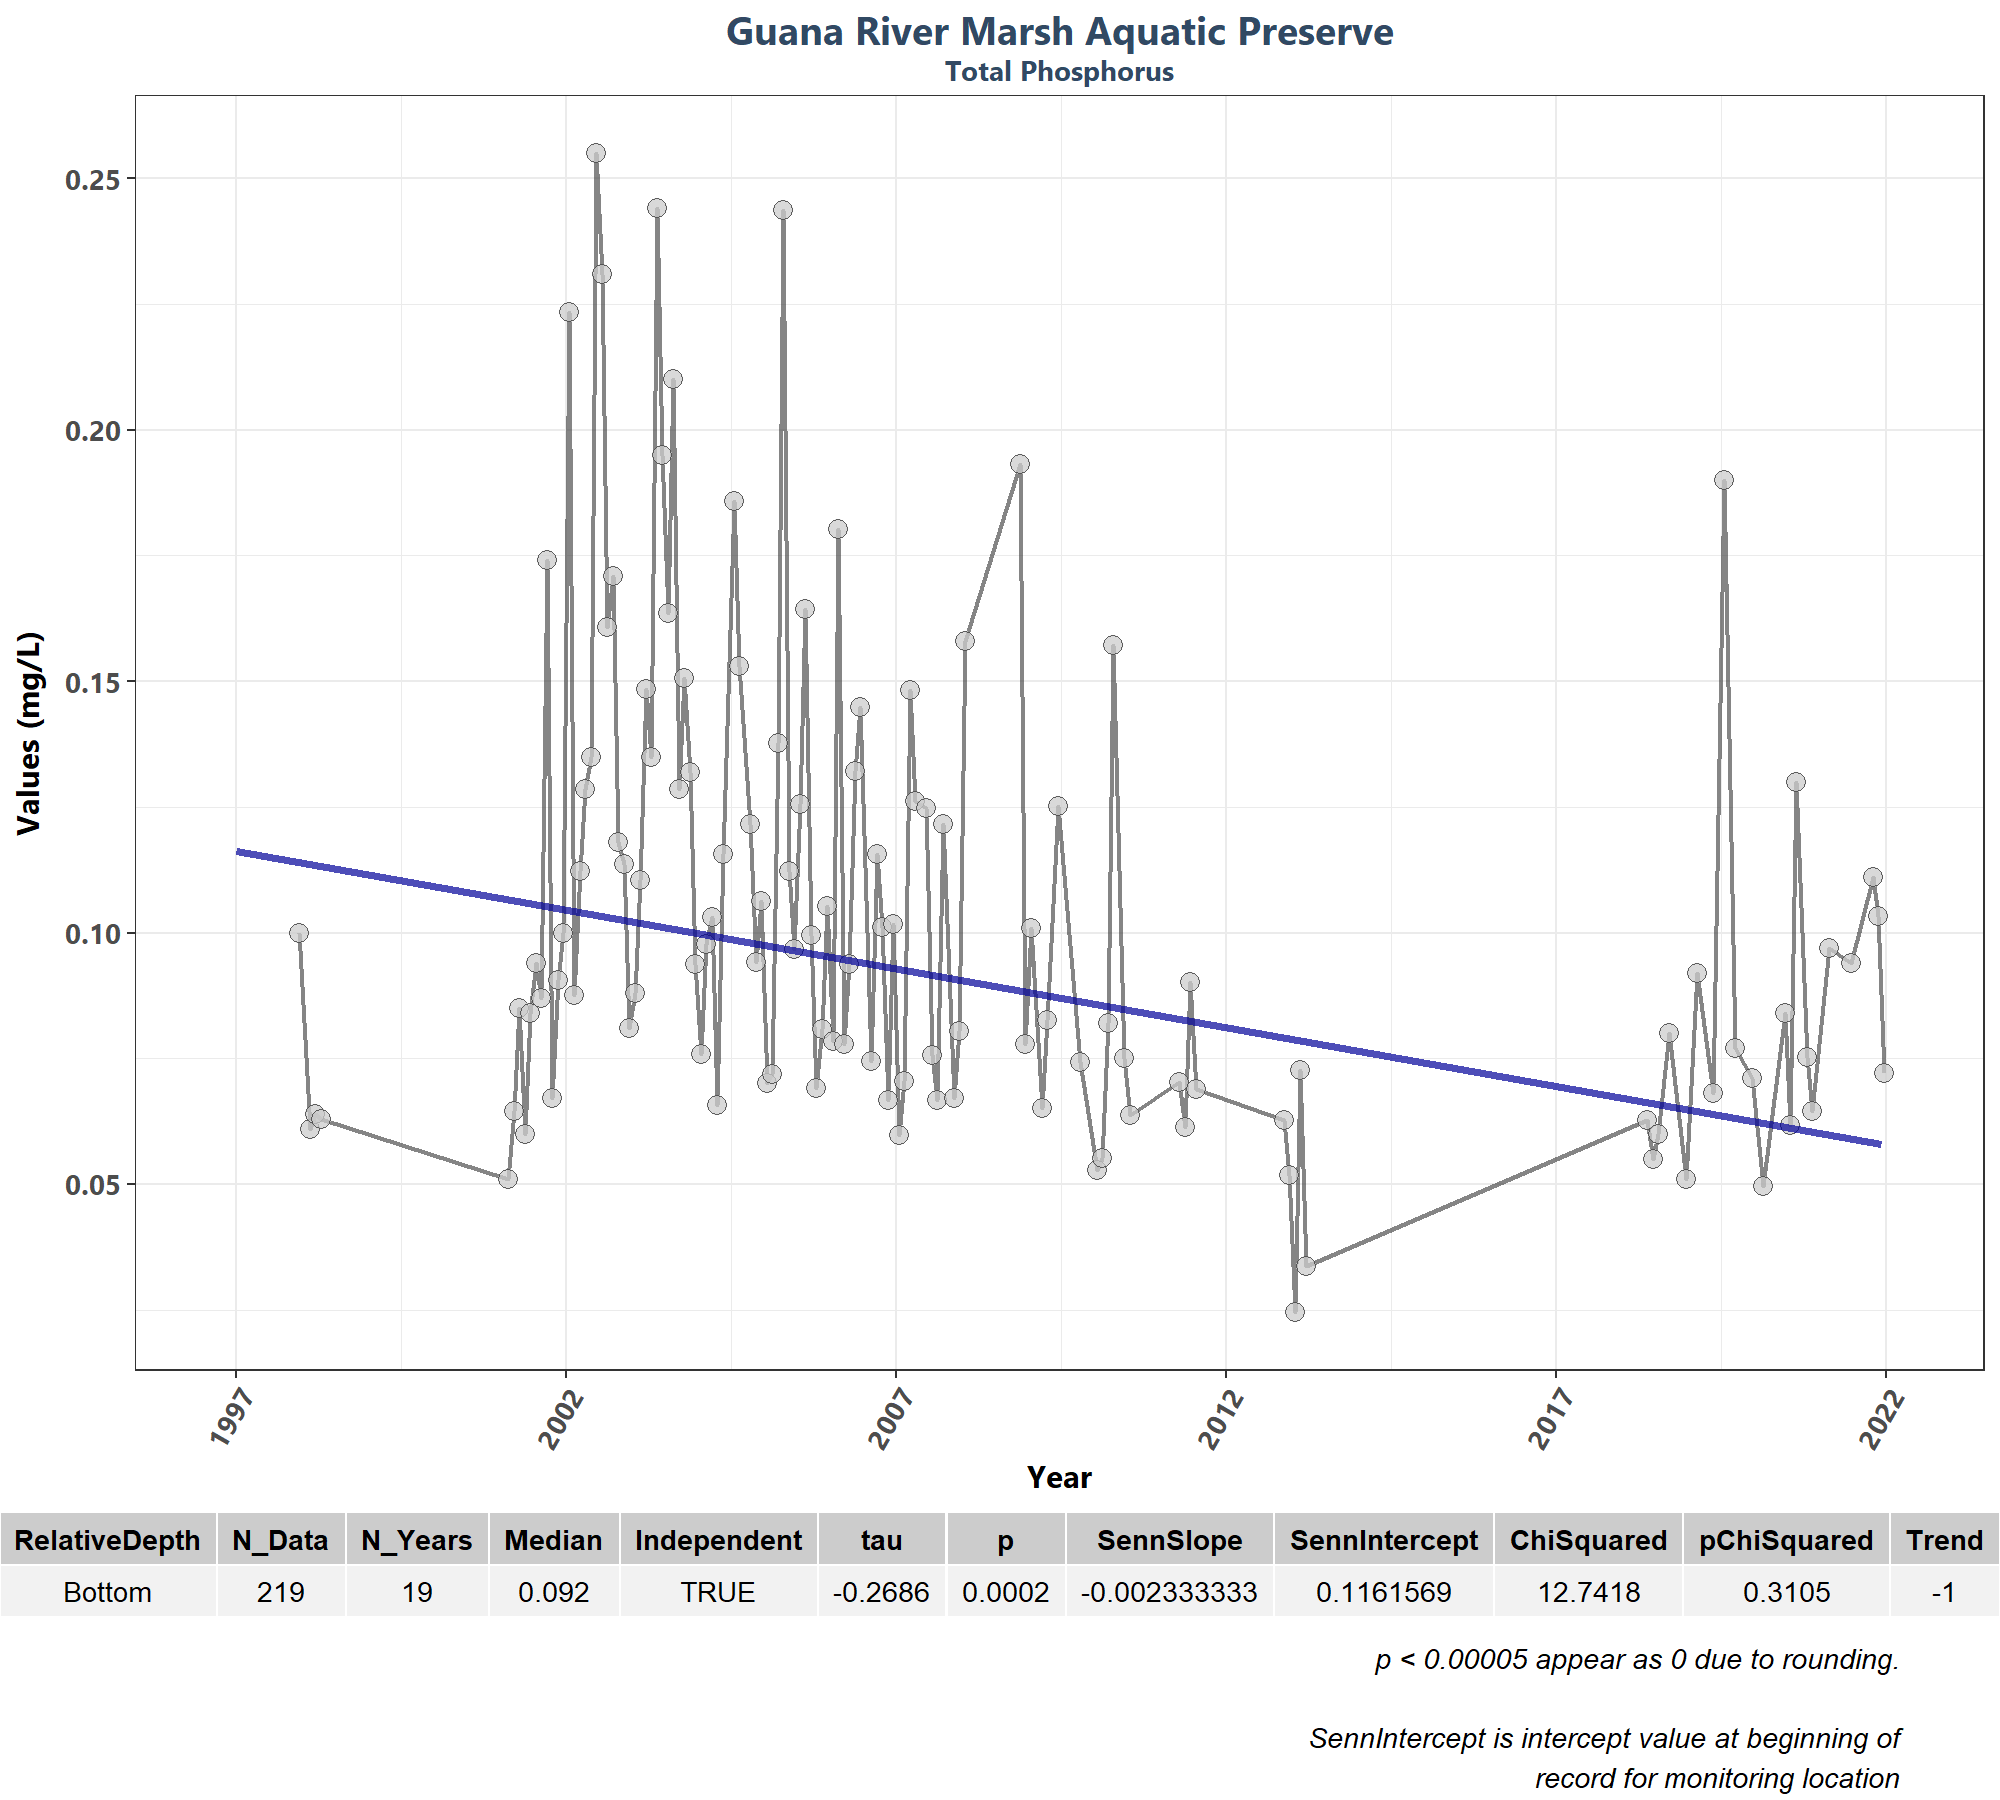 Guana River Marsh Aquatic Preserve
Total Phosphorus
Values (mg/L)
0.25
0.20
0.15
0.10
0.05
1997 2002 2007 2012 2017 2022
Year
RelativeDepth N_Data N_Years Median Independent tau p SennSlope SennIntercept ChiSquared pChiSquared Trend
Bottom 219 19 0.092 TRUE -0.2686 0.0002 -0.002333333 0.1161569 12.7418 0.3105 -1
p < 0.00005 appear as 0 due to rounding.
SennIntercept is intercept value at beginning of
record for monitoring location